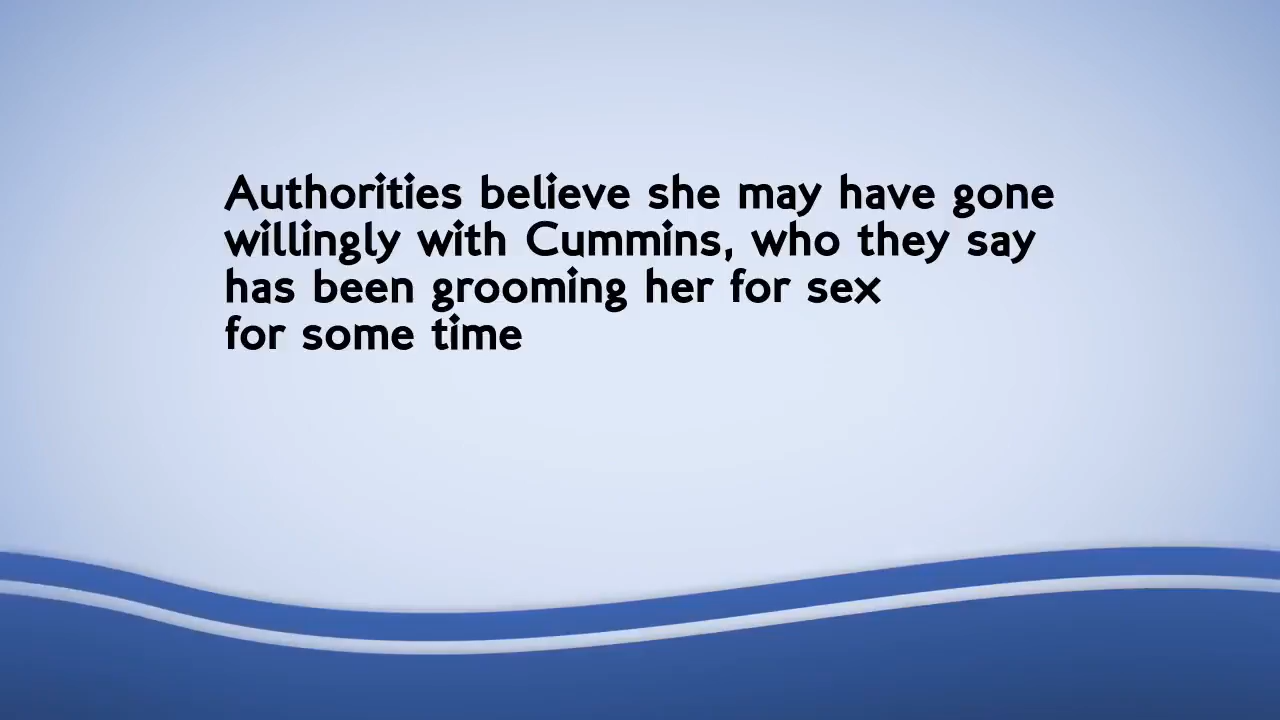 Authorities believe she may have gone
willingly with Cummins, who they say
has been grooming her for sex
for some time